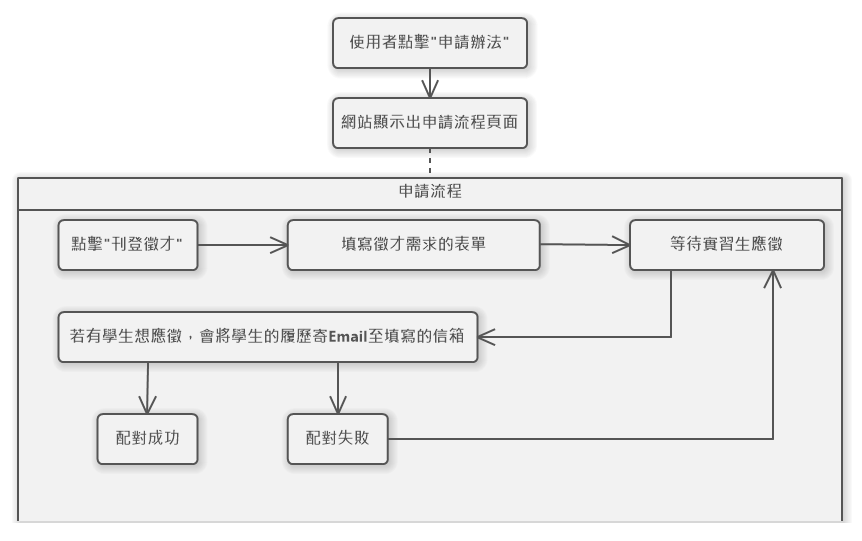 使用者點擊"申請辦法"
網站顯示出申請流程頁面
申請流程
點擊"刊登徵才"
填寫徵才需求的表單
等待實習生應徵
若有學生想應徵，會將學生的履歷寄Email至填寫的信箱
配對成功
配對失敗